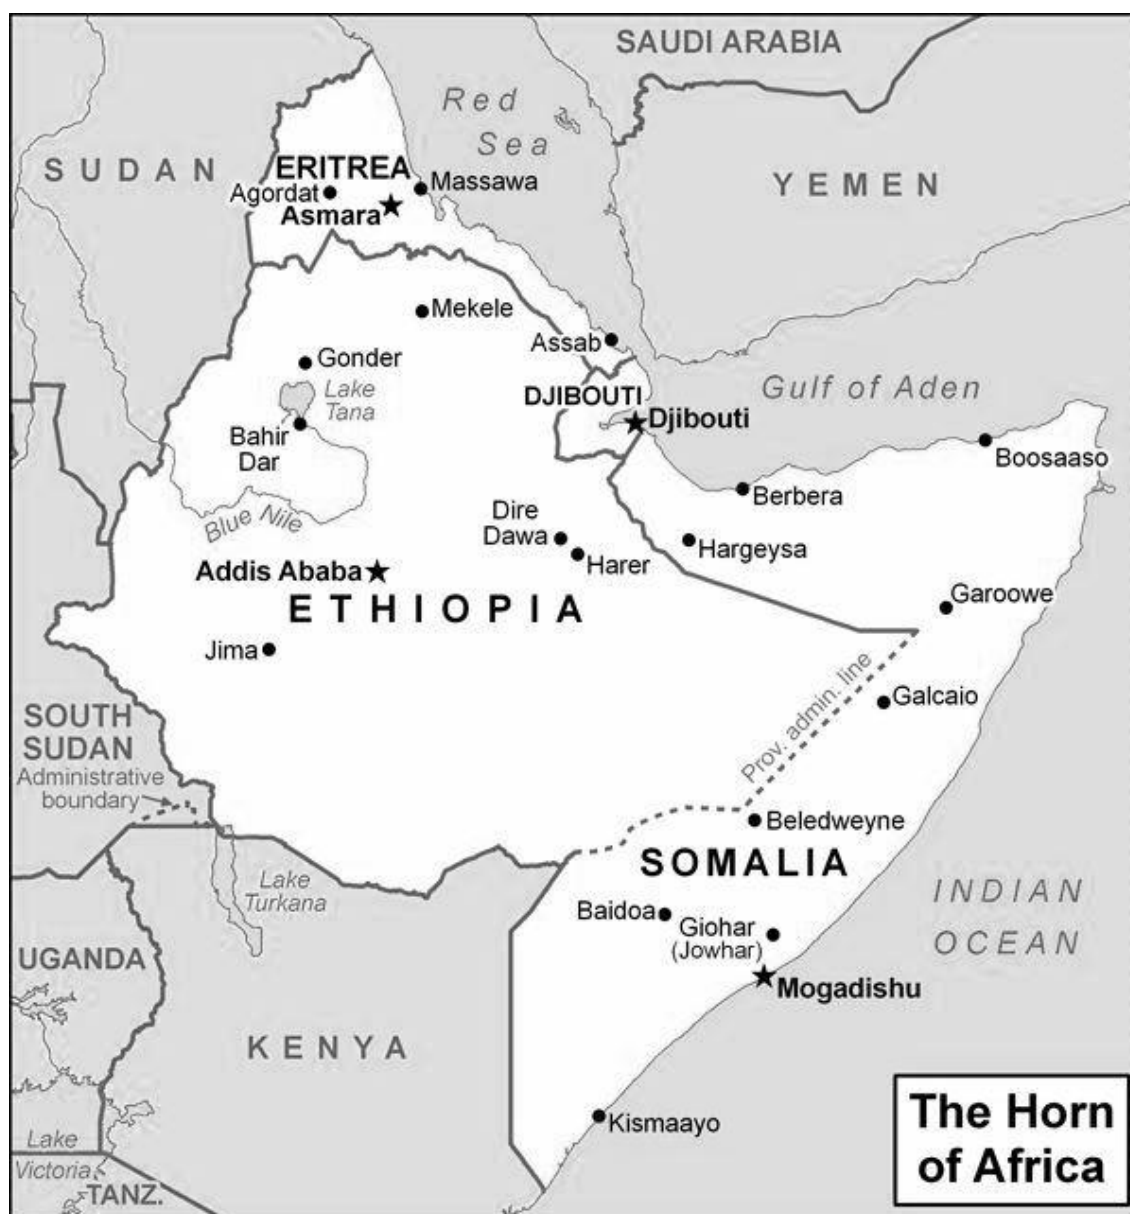 SAUDI ARABIA
Red
Sea
SUDAN
ERITREA
Massawa
Agordat
Asmara
YEMEN
Mekele
Assab
Gonder
Lake
Tana
DJIBOUTI
Djibouti
Gulf of Aden
Bahir
Dar
Boosaaso
Berbera
Blue Nile
Dire
Dawa
Harer
Hargeysa
Addis Ababa
ETHIOPIA
Garoowe
Jima
Prov. admin. line
Galcaio
SOUTH
SUDAN
Administrative
boundary
Beledweyne
SOMALIA
Lake
Turkana
INDIAN
OCEAN
Baidoa
Giohar
(Jowhar)
UGANDA
Mogadishu
KENYA
Kismaayo
The Horn
of Africa
Lake
Victoria
TANZ.